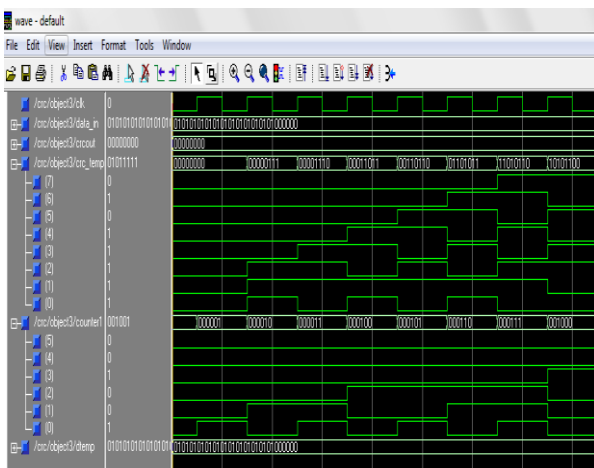 wave - default
File Edit View Insert Format Tools Window
/crc/object3/clk 0
/crc/object3/data_in 0101010101010101 01010101010101010101010101000000
/crc/object3/crcout 00000000 00000000
/crc/object3/crc_temp 01011111 00000000 00000111 00001110 00011011 00110110 01101011 11010110 10101100
(7) 0
(6) 1
(5) 0
(4) 1
(3) 1
(2) 1
(1) 1
(0) 1
/crc/object3/counter1 001001 000001 000010 000011 000100 000101 000110 000111 001000
(5) 0
(4) 0
(3) 1
(2) 0
(1) 0
(0) 1
/crc/object3/dtemp 0101010101010101 01010101010101010101010101000000